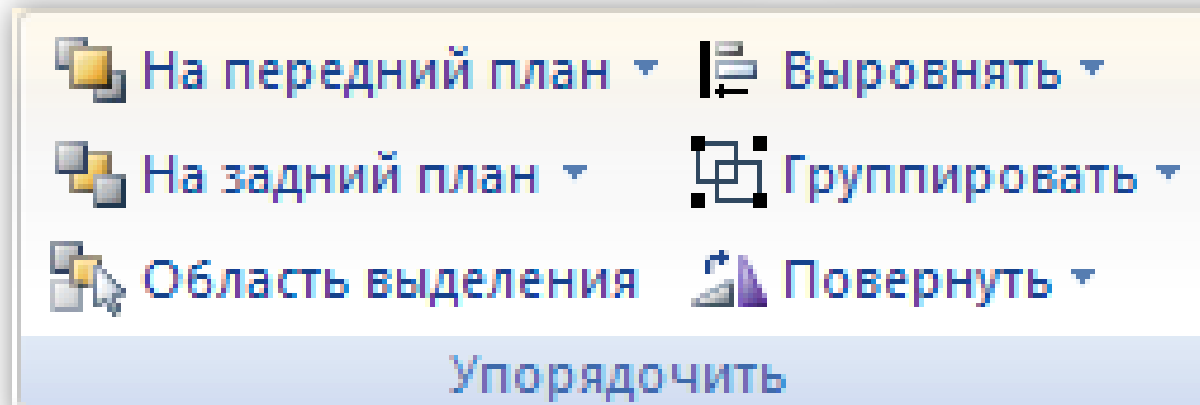 На передний план
Выровнять
На задний план
Группировать
Область выделения
Повернуть
Упорядочить